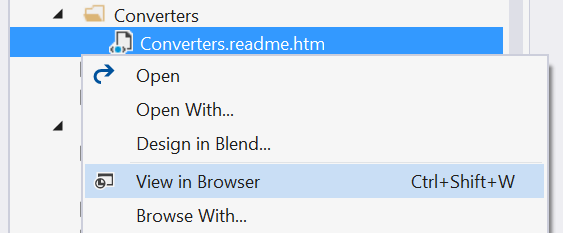 Converters
Converters.readme.htm
Open
Open With...
Design in Blend...
View in Browser Ctrl+Shift+W
Browse With...